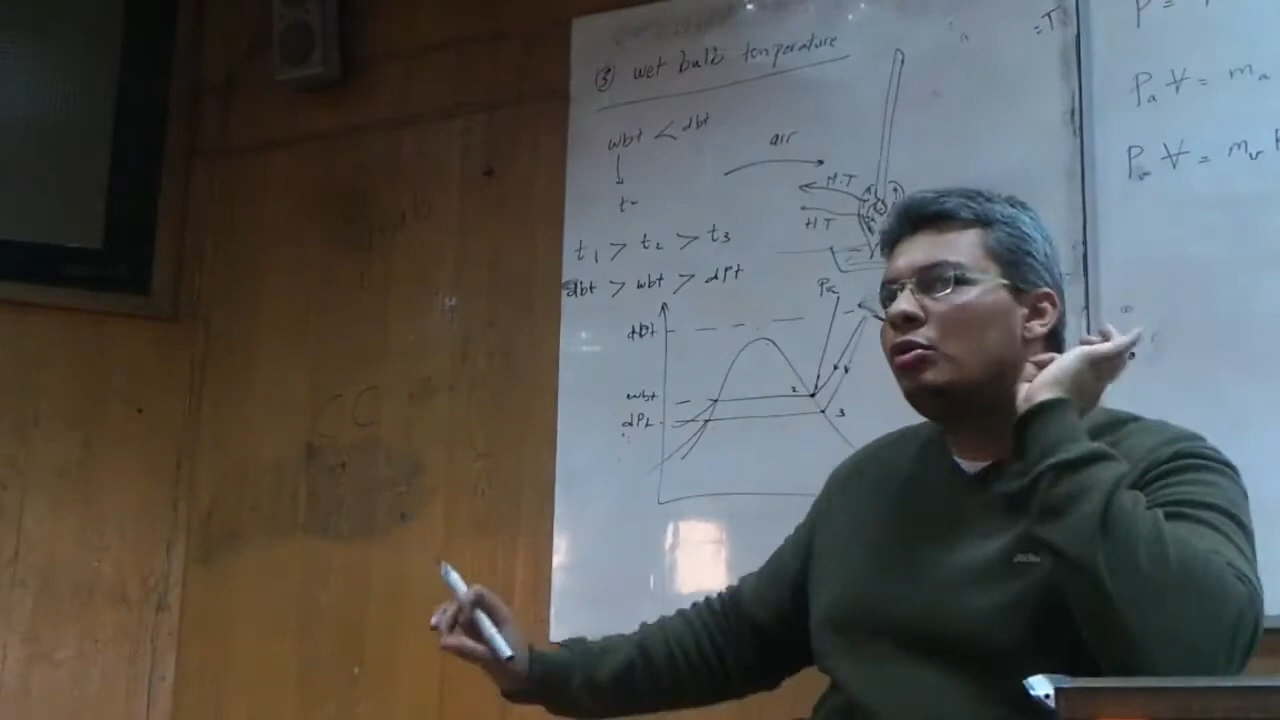 ③ wet bulb temperature
wbt < dbt
air
H.T
H.T
t₁ > t₂ > t₃
dbt > wbt > dpt
dbt
wbt
dpt
2
3
=T
P =
Pₐ V = mₐ
Pᵥ V = mᵥ
CC